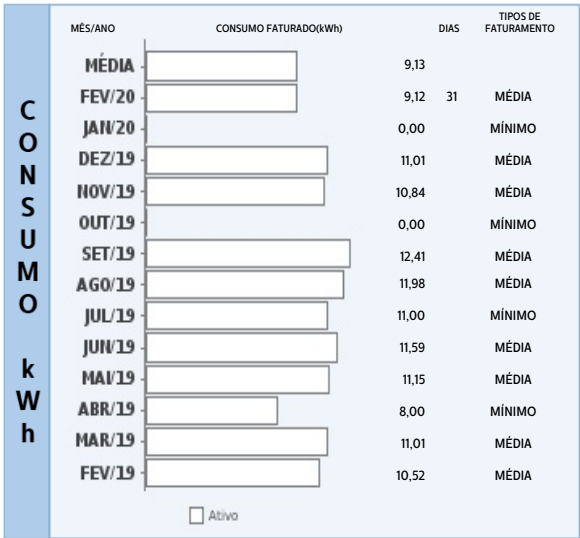 MÊS/ANO CONSUMO FATURADO(kWh) DIAS TIPOS DE FATURAMENTO
MÉDIA 9,13
FEV/20 9,12 31 MÉDIA
JAN/20 0,00 MÍNIMO
DEZ/19 11,01 MÉDIA
NOV/19 10,84 MÉDIA
OUT/19 0,00 MÍNIMO
SET/19 12,41 MÉDIA
AGO/19 11,98 MÉDIA
JUL/19 11,00 MÍNIMO
JUN/19 11,59 MÉDIA
MAI/19 11,15 MÉDIA
ABR/19 8,00 MÍNIMO
MAR/19 11,01 MÉDIA
FEV/19 10,52 MÉDIA
Ativo
CONSUMO kWh